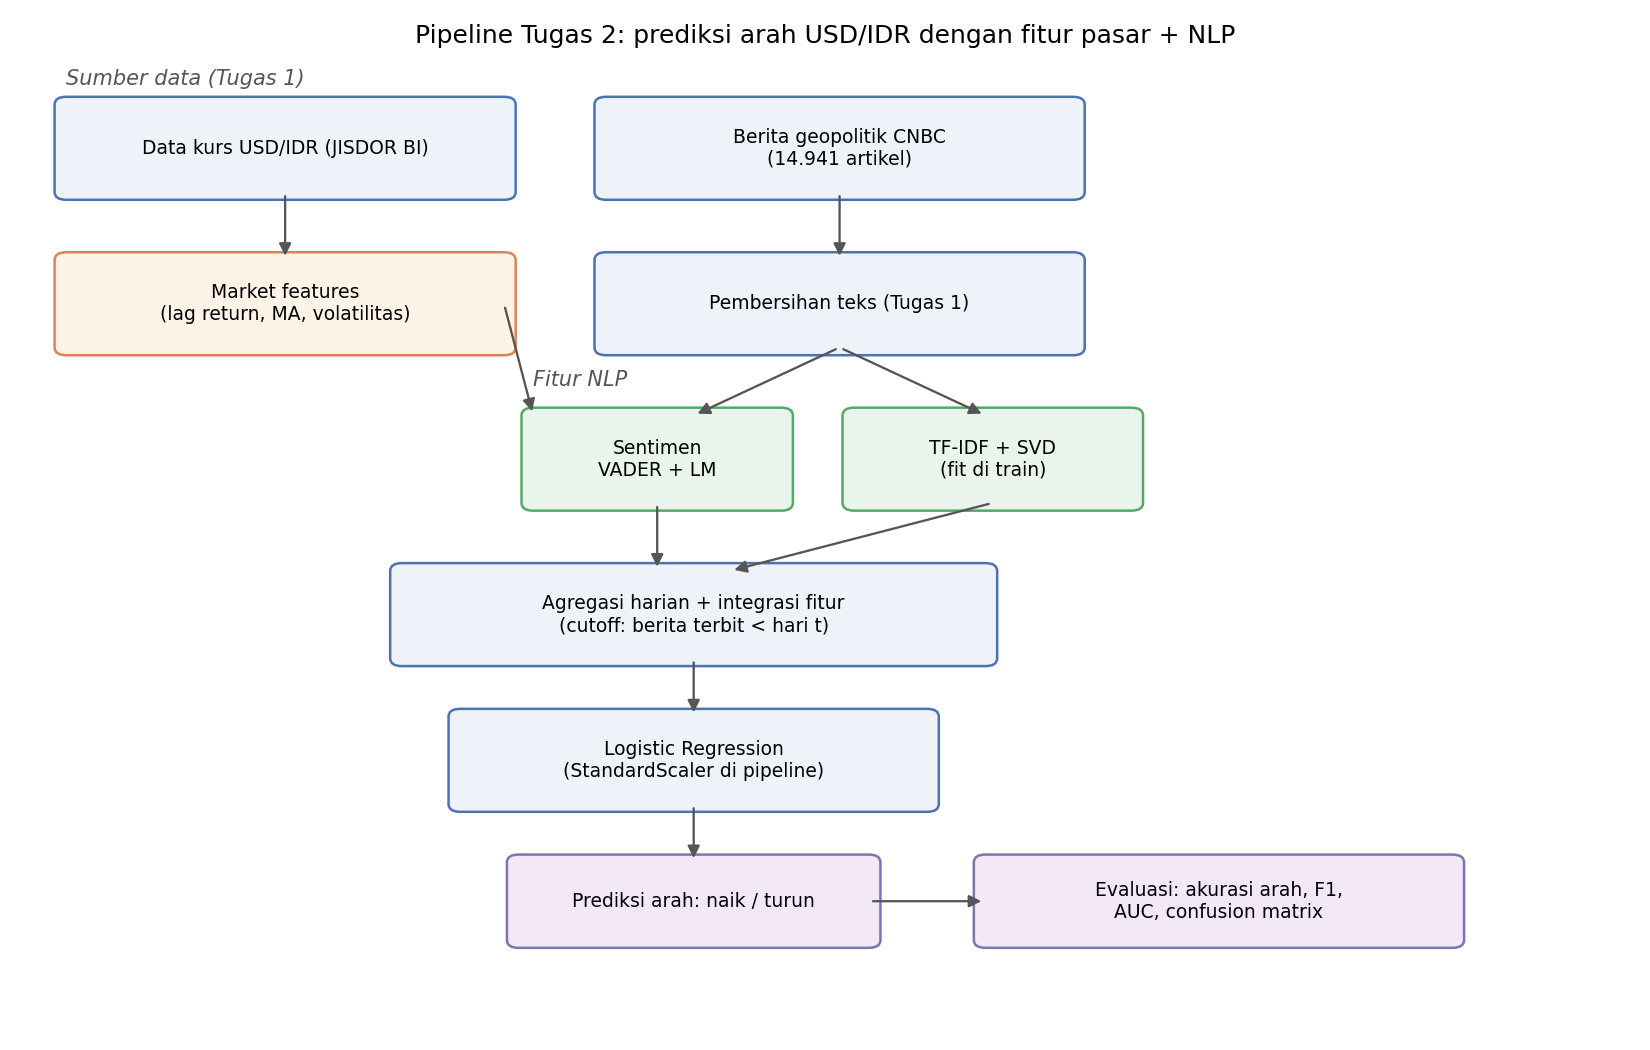 Pipeline Tugas 2: prediksi arah USD/IDR dengan fitur pasar + NLP
Sumber data (Tugas 1)
Data kurs USD/IDR (JISDOR BI)
Berita geopolitik CNBC
(14.941 artikel)
Market features
(lag return, MA, volatilitas)
Pembersihan teks (Tugas 1)
Fitur NLP
Sentimen
VADER + LM
TF-IDF + SVD
(fit di train)
Agregasi harian + integrasi fitur
(cutoff: berita terbit < hari t)
Logistic Regression
(StandardScaler di pipeline)
Prediksi arah: naik / turun
Evaluasi: akurasi arah, F1,
AUC, confusion matrix